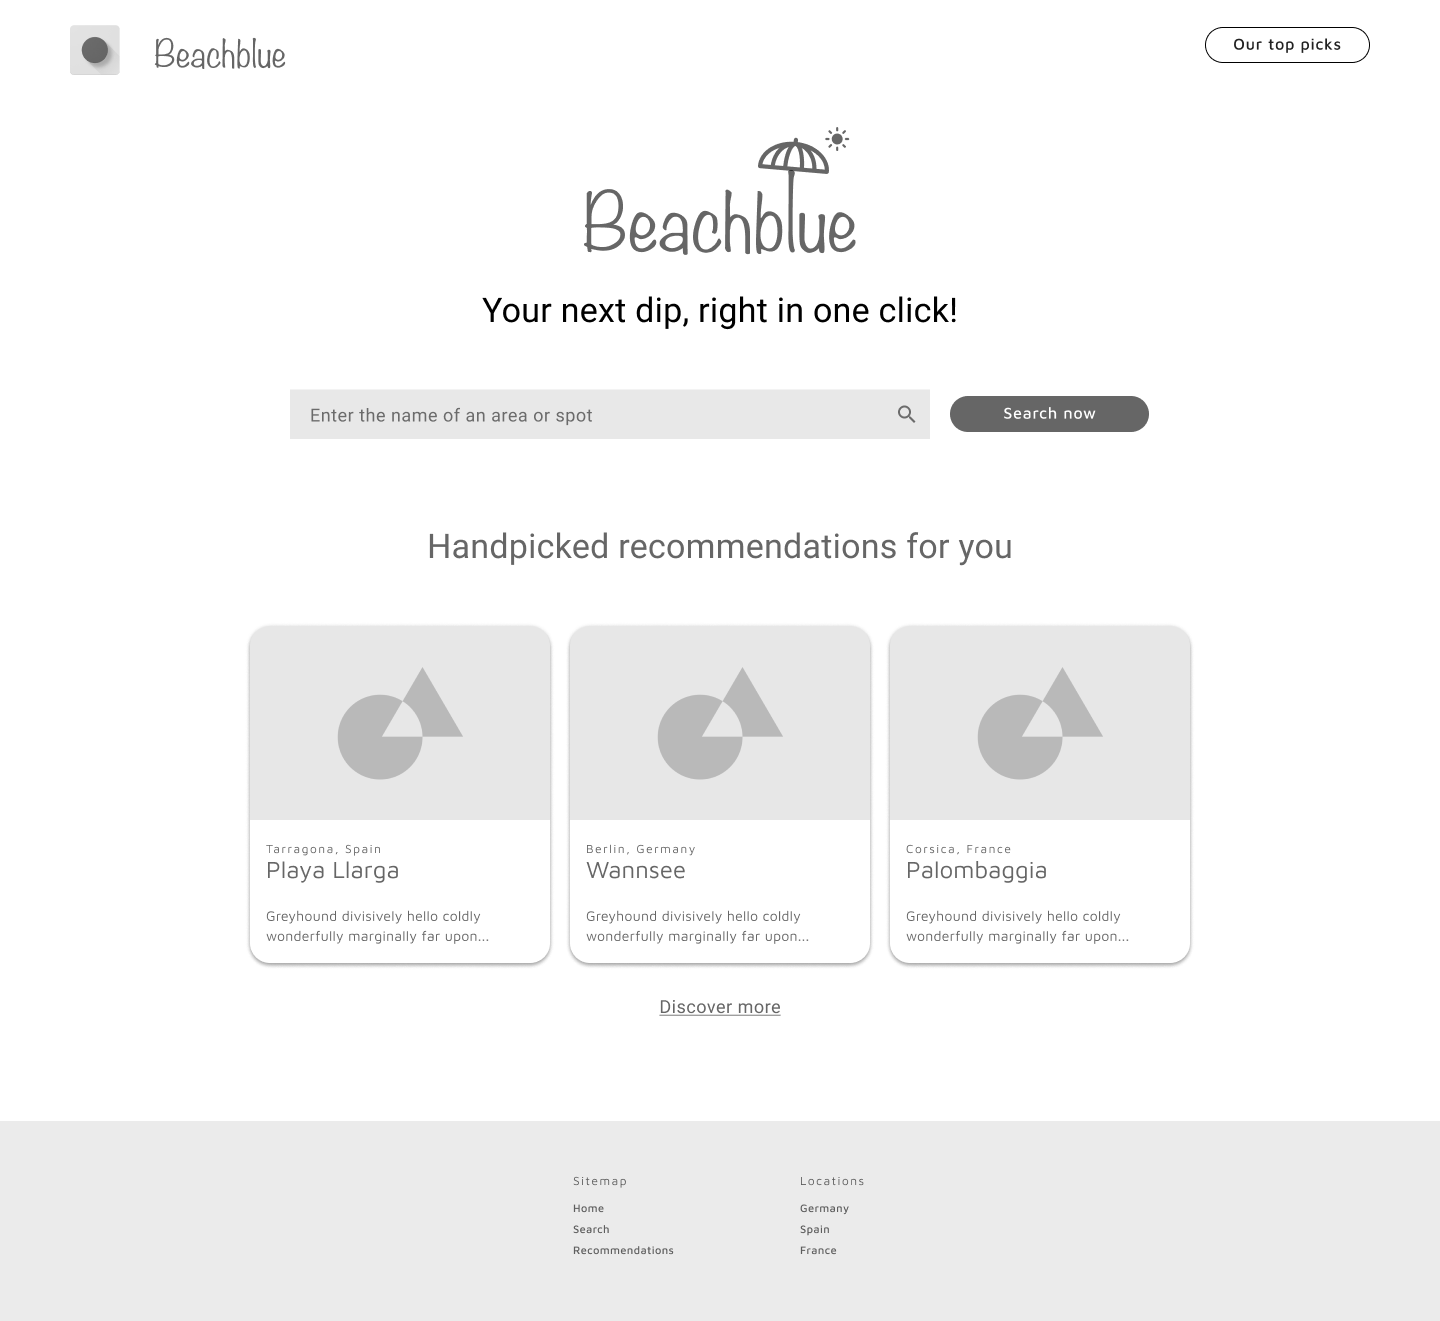 Beachblue
Our top picks
Beachblue
Your next dip, right in one click!
Enter the name of an area or spot
Search now
Handpicked recommendations for you
Tarragona, Spain
Playa Llarga
Greyhound divisively hello coldly
wonderfully marginally far upon...
Berlin, Germany
Wannsee
Greyhound divisively hello coldly
wonderfully marginally far upon...
Corsica, France
Palombaggia
Greyhound divisively hello coldly
wonderfully marginally far upon...
Discover more
Sitemap
Home
Search
Recommendations
Locations
Germany
Spain
France